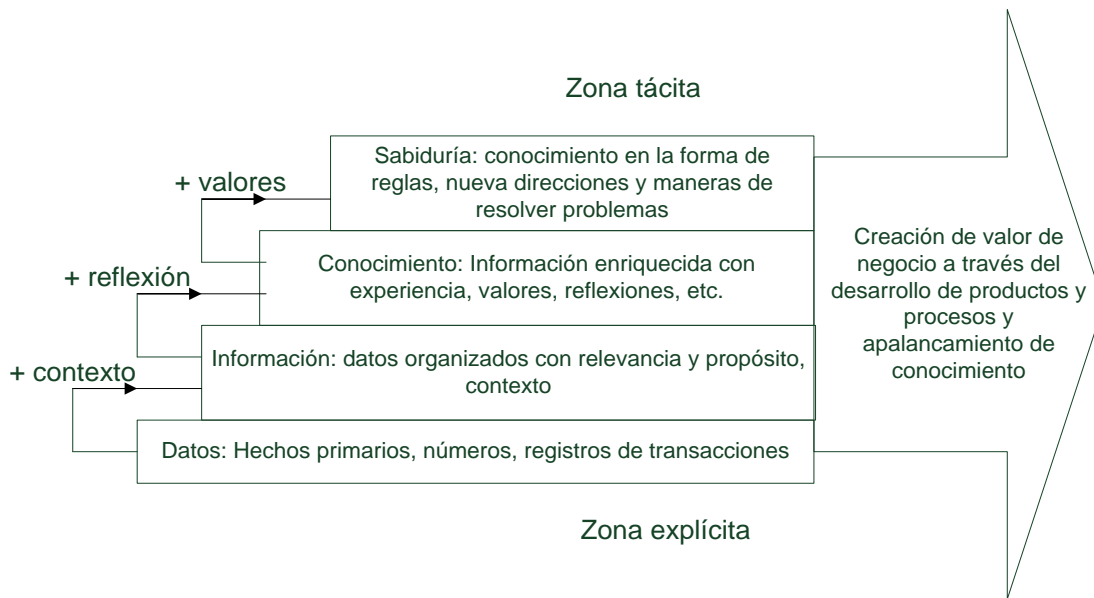 Zona tácita
Sabiduría: conocimiento en la forma de
reglas, nueva direcciones y maneras de
resolver problemas
+ valores
Conocimiento: Información enriquecida con
experiencia, valores, reflexiones, etc.
+ reflexión
Información: datos organizados con relevancia y propósito,
contexto
+ contexto
Datos: Hechos primarios, números, registros de transacciones
Zona explícita
Creación de valor de
negocio a través del
desarrollo de productos y
procesos y
apalancamiento de
conocimiento